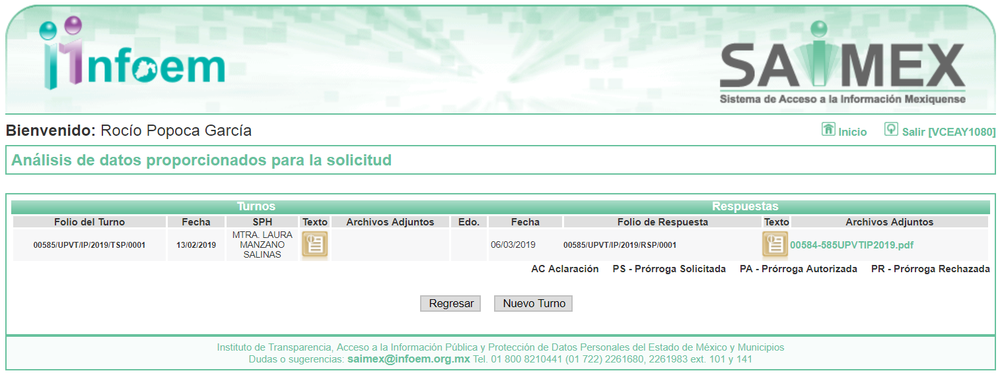 infoem
SAIMEX
Sistema de Acceso a la Información Mexiquense
Bienvenido: Rocío Popoca García
Inicio Salir [VCEAY1080]
Análisis de datos proporcionados para la solicitud
Turnos Respuestas
Folio del Turno Fecha SPH Texto Archivos Adjuntos Edo. Fecha Folio de Respuesta Texto Archivos Adjuntos
00585/UPVT/IP/2019/TSP/0001 13/02/2019 MTRA. LAURA
MANZANO
SALINAS
06/03/2019 00585/UPVT/IP/2019/RSP/0001 00584-585UPVTIP2019.pdf
AC Aclaración PS - Prórroga Solicitada PA - Prórroga Autorizada PR - Prórroga Rechazada
Regresar Nuevo Turno
Instituto de Transparencia, Acceso a la Información Pública y Protección de Datos Personales del Estado de México y Municipios
Dudas o sugerencias: saimex@infoem.org.mx Tel. 01 800 8210441 (01 722) 2261680, 2261983 ext. 101 y 141